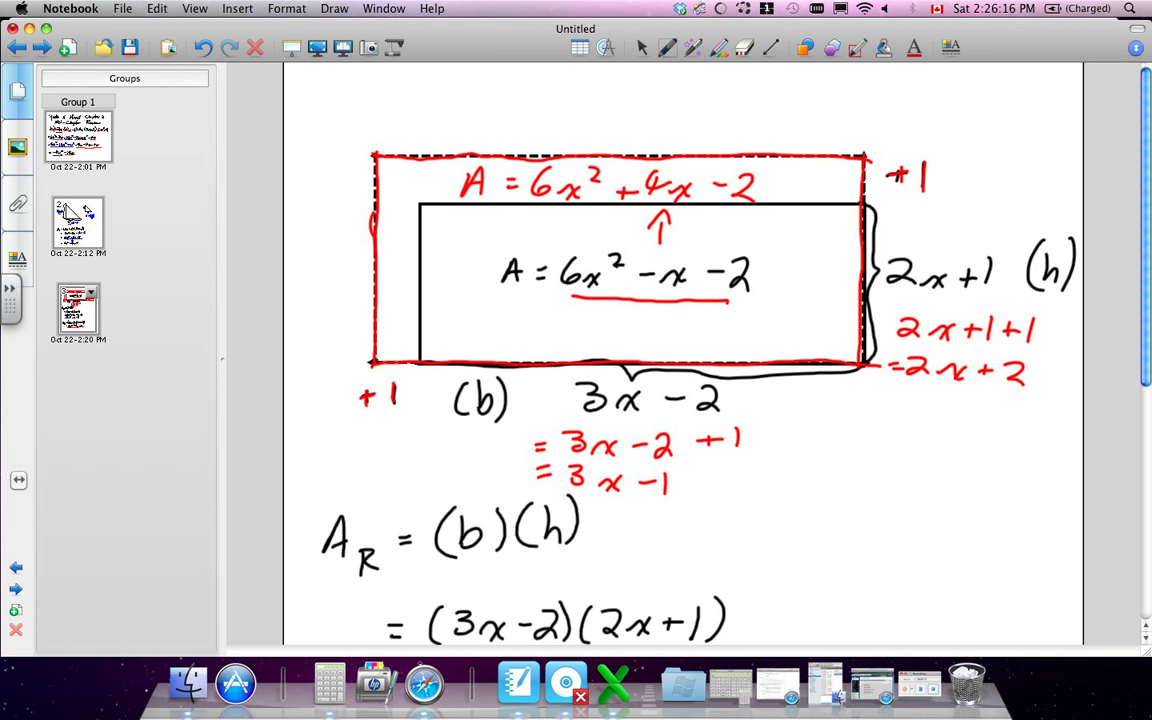 Notebook File Edit View Insert Format Draw Window Help
Sat 2:26:16 PM (Charged)
Untitled
Groups
Group 1
Oct 22-2:01 PM
Oct 22-2:12 PM
Oct 22-2:20 PM
A = 6x² + 4x - 2
+1
A = 6x² - x - 2
2x+1 (h)
2x+1+1
=2x+2
+1
(b) 3x - 2
= 3x - 2 + 1
= 3x - 1
A_R = (b)(h)
= (3x-2)(2x+1)